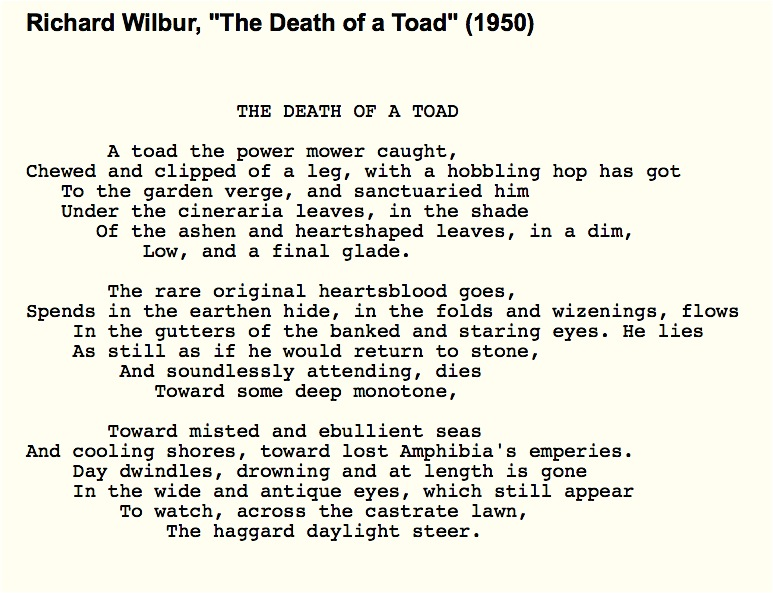 Richard Wilbur, "The Death of a Toad" (1950)
THE DEATH OF A TOAD
A toad the power mower caught,
Chewed and clipped of a leg, with a hobbling hop has got
To the garden verge, and sanctuaried him
Under the cineraria leaves, in the shade
Of the ashen and heartshaped leaves, in a dim,
Low, and a final glade.
The rare original heartsblood goes,
Spends in the earthen hide, in the folds and wizenings, flows
In the gutters of the banked and staring eyes. He lies
As still as if he would return to stone,
And soundlessly attending, dies
Toward some deep monotone,
Toward misted and ebullient seas
And cooling shores, toward lost Amphibia's emperies.
Day dwindles, drowning and at length is gone
In the wide and antique eyes, which still appear
To watch, across the castrate lawn,
The haggard daylight steer.